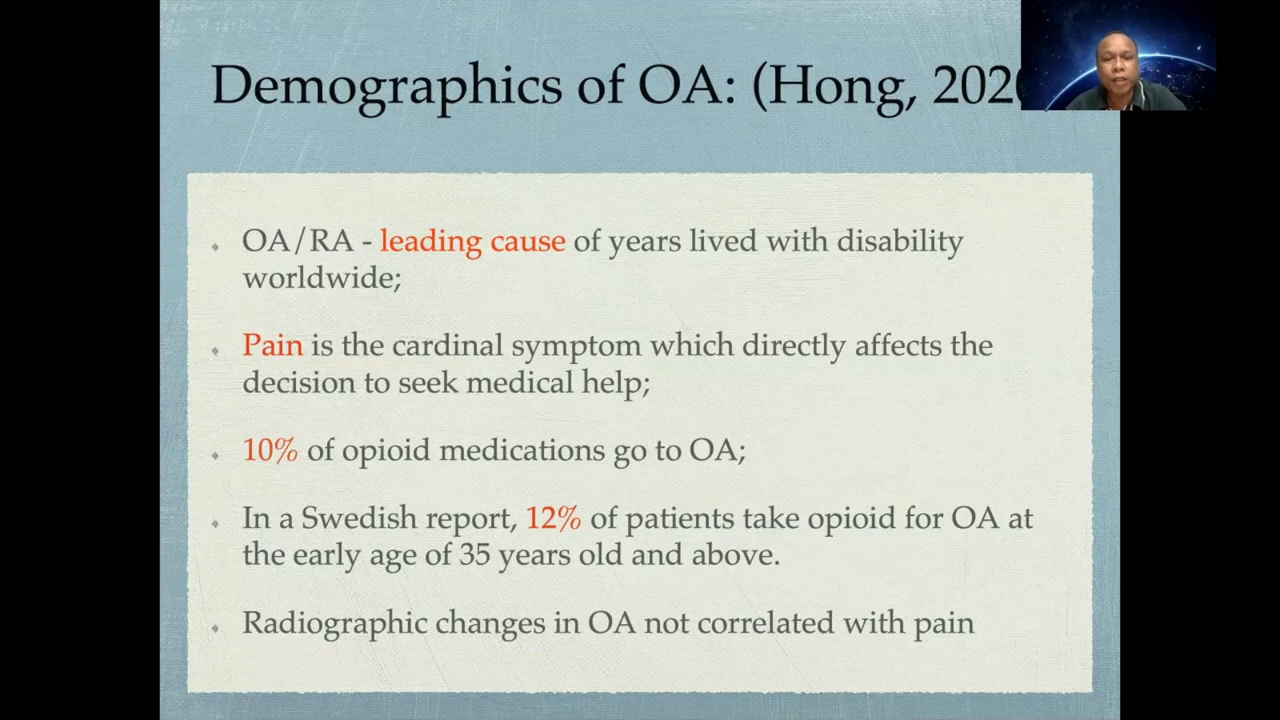 Demographics of OA: (Hong, 202
OA/RA - leading cause of years lived with disability
worldwide;
Pain is the cardinal symptom which directly affects the
decision to seek medical help;
10% of opioid medications go to OA;
In a Swedish report, 12% of patients take opioid for OA at
the early age of 35 years old and above.
Radiographic changes in OA not correlated with pain